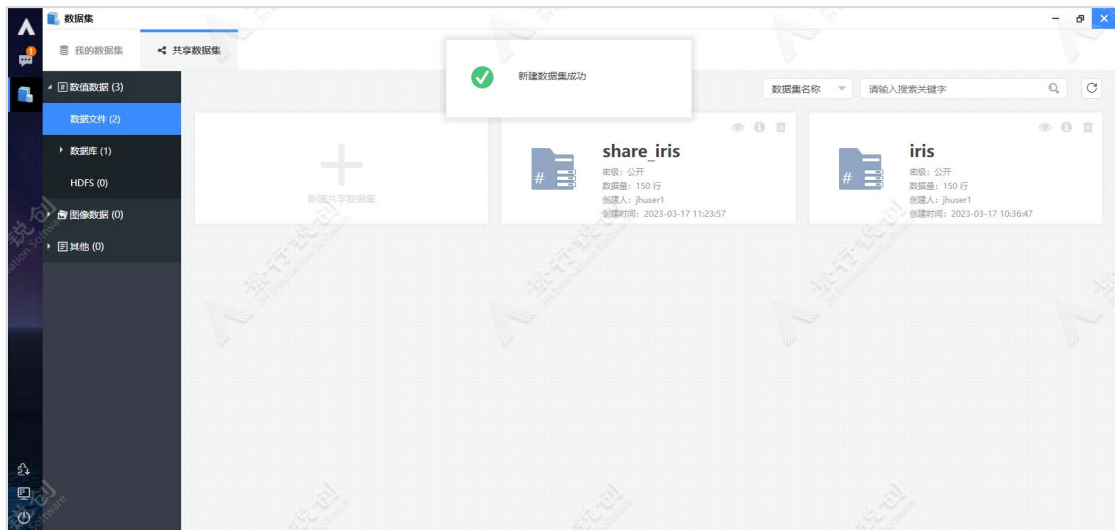 数据集
1
我的数据集
共享数据集
新建数据集成功
数值数据 (3)
数据集名称
请输入搜索关键字
数据文件 (2)
数据库 (1)
HDFS (0)
图像数据 (0)
其他 (0)
新建共享数据集
#
share_iris
密级：公开
数据量：150 行
创建人：jhuser1
创建时间：2023-03-17 11:23:57
#
iris
密级：公开
数据量：150 行
创建人：jhuser1
创建时间：2023-03-17 10:36:47